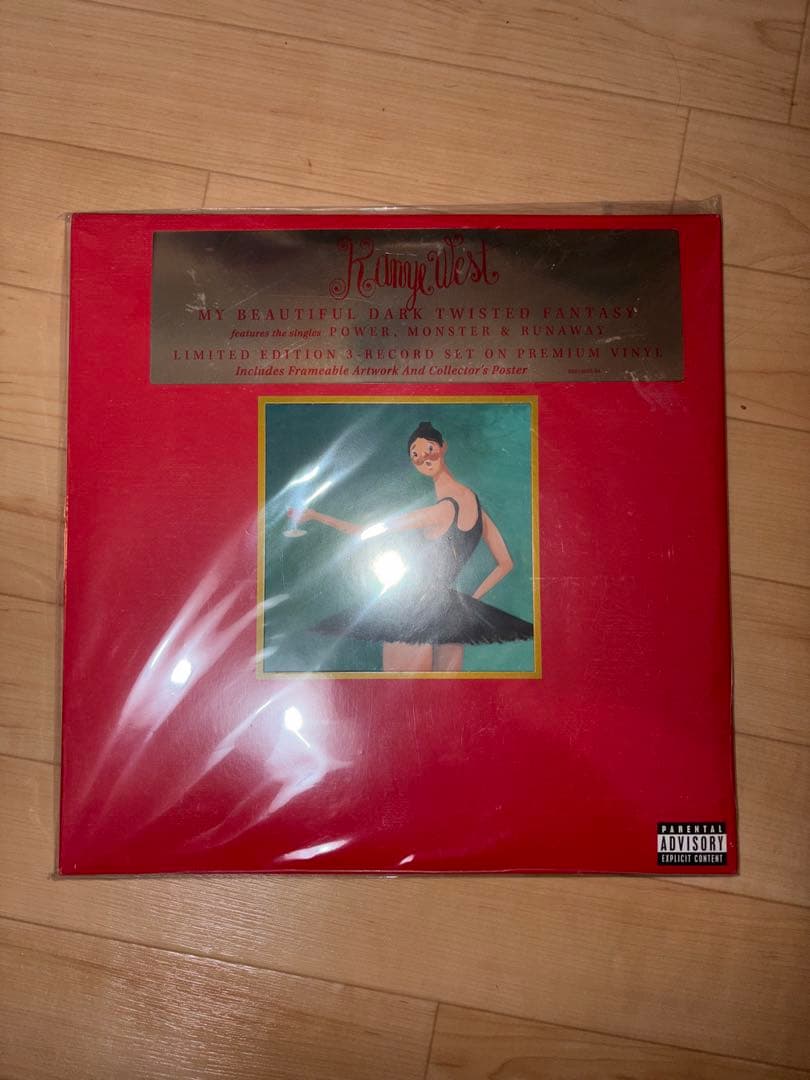 Kanye West
MY BEAUTIFUL DARK TWISTED FANTASY
features the singles POWER, MONSTER & RUNAWAY
LIMITED EDITION 3-RECORD SET ON PREMIUM VINYL
Includes Frameable Artwork And Collector's Poster
PARENTAL
ADVISORY
EXPLICIT CONTENT